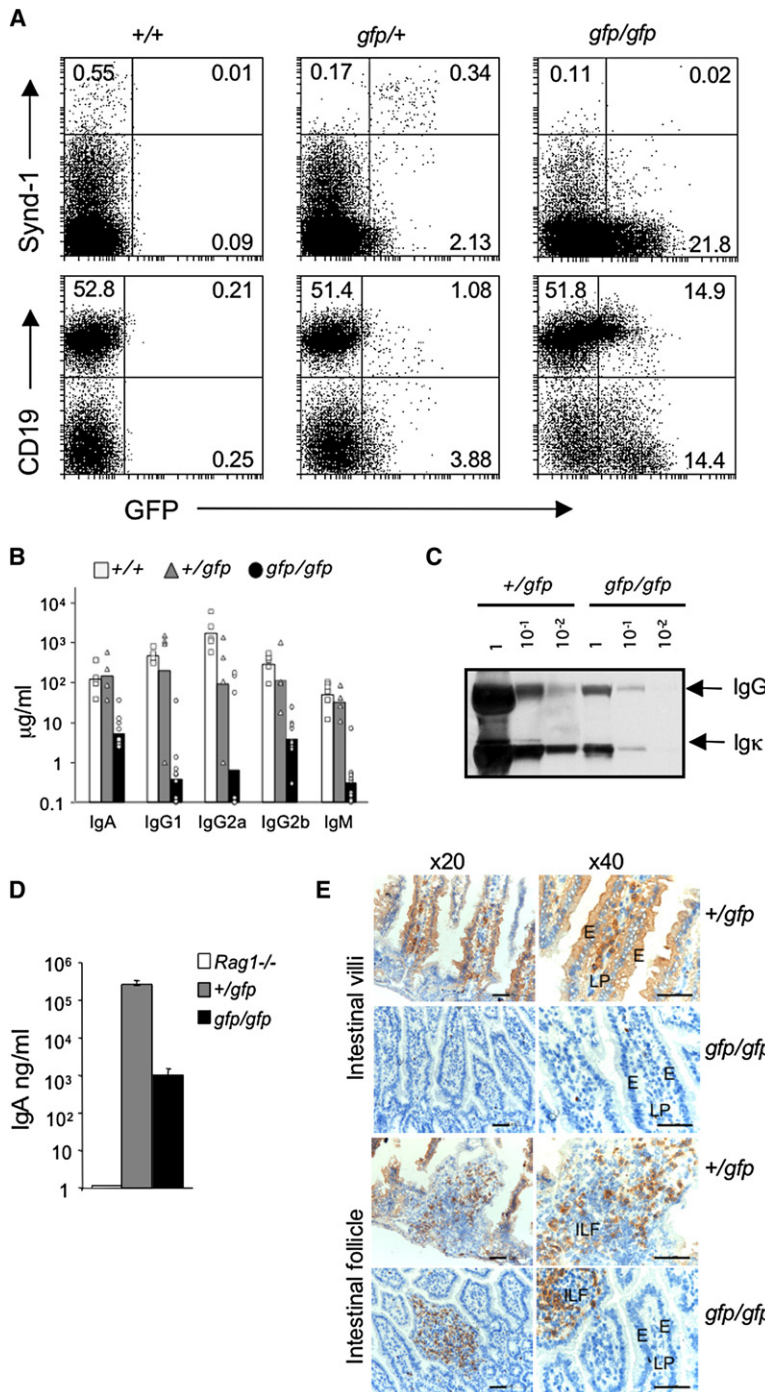 A
+/+ gfp/+ gfp/gfp
0.55 0.01 0.17 0.34 0.11 0.02
Synd-1
0.09 2.13 21.8
52.8 0.21 51.4 1.08 51.8 14.9
CD19
0.25 3.88 14.4
GFP
B
+/+ +/gfp gfp/gfp
10⁴
10³
10²
10
1
0.1
µg/ml
IgA IgG1 IgG2a IgG2b IgM
C
+/gfp gfp/gfp
1 10⁻¹ 10⁻² 1 10⁻¹ 10⁻²
IgG
Igκ
D
10⁶
10⁵
10⁴
10³
10²
10
1
IgA ng/ml
Rag1-/-
+/gfp
gfp/gfp
E
x20 x40
Intestinal villi
E
E
LP
+/gfp
E
E
LP
gfp/gfp
Intestinal follicle
ILF
+/gfp
ILF
E
E
LP
gfp/gfp